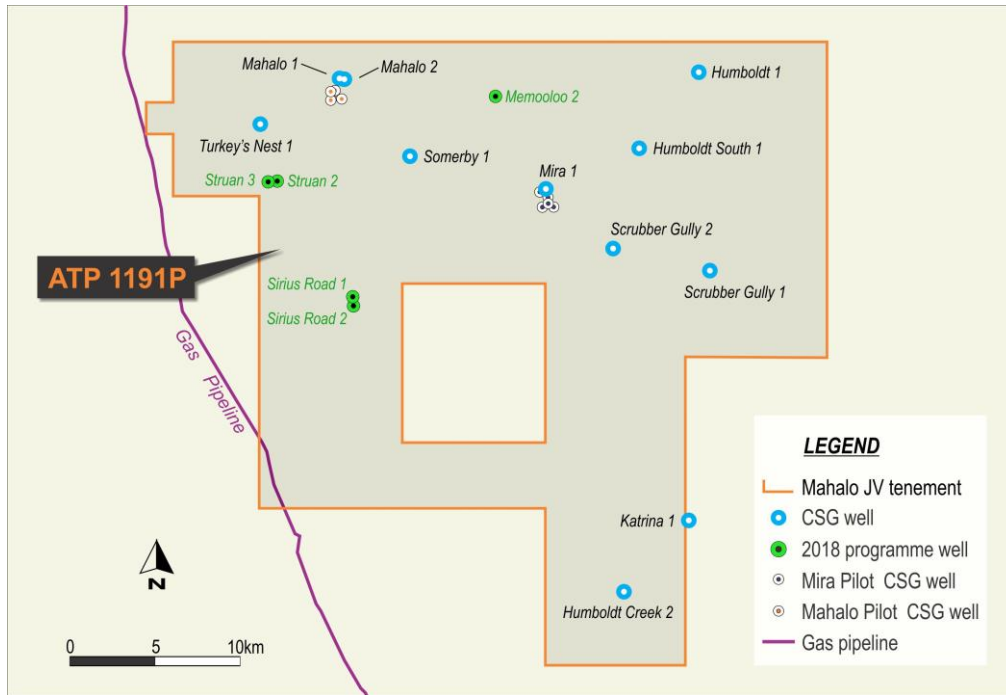 Mahalo 1
Mahalo 2
Humboldt 1
Memooloo 2
Turkey's Nest 1
Somerby 1
Humboldt South 1
Mira 1
Struan 3
Struan 2
Scrubber Gully 2
ATP 1191P
Sirius Road 1
Scrubber Gully 1
Sirius Road 2
Gas Pipeline
LEGEND
Mahalo JV tenement
CSG well
2018 programme well
Mira Pilot CSG well
Mahalo Pilot CSG well
Gas pipeline
Katrina 1
Humboldt Creek 2
N
0 5 10km